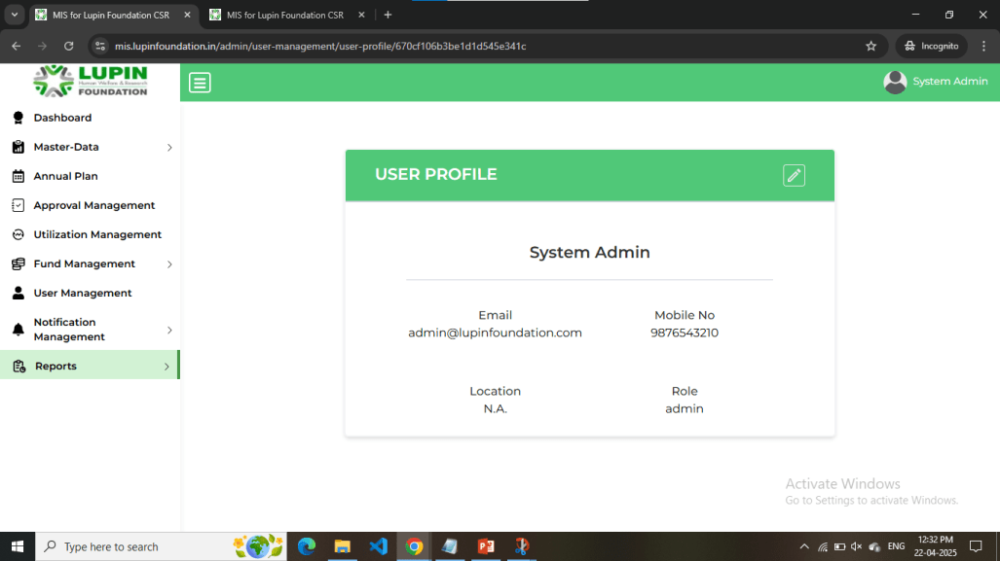 MIS for Lupin Foundation CSR
MIS for Lupin Foundation CSR
mis.lupinfoundation.in/admin/user-management/user-profile/670cf106b3be1d1d545e341c
Incognito
LUPIN
Human Welfare & Research
FOUNDATION
System Admin
Dashboard
Master-Data
Annual Plan
Approval Management
Utilization Management
Fund Management
User Management
Notification
Management
Reports
USER PROFILE
System Admin
Email
admin@lupinfoundation.com
Mobile No
9876543210
Location
N.A.
Role
admin
Activate Windows
Go to Settings to activate Windows.
Type here to search
ENG
12:32 PM
22-04-2025